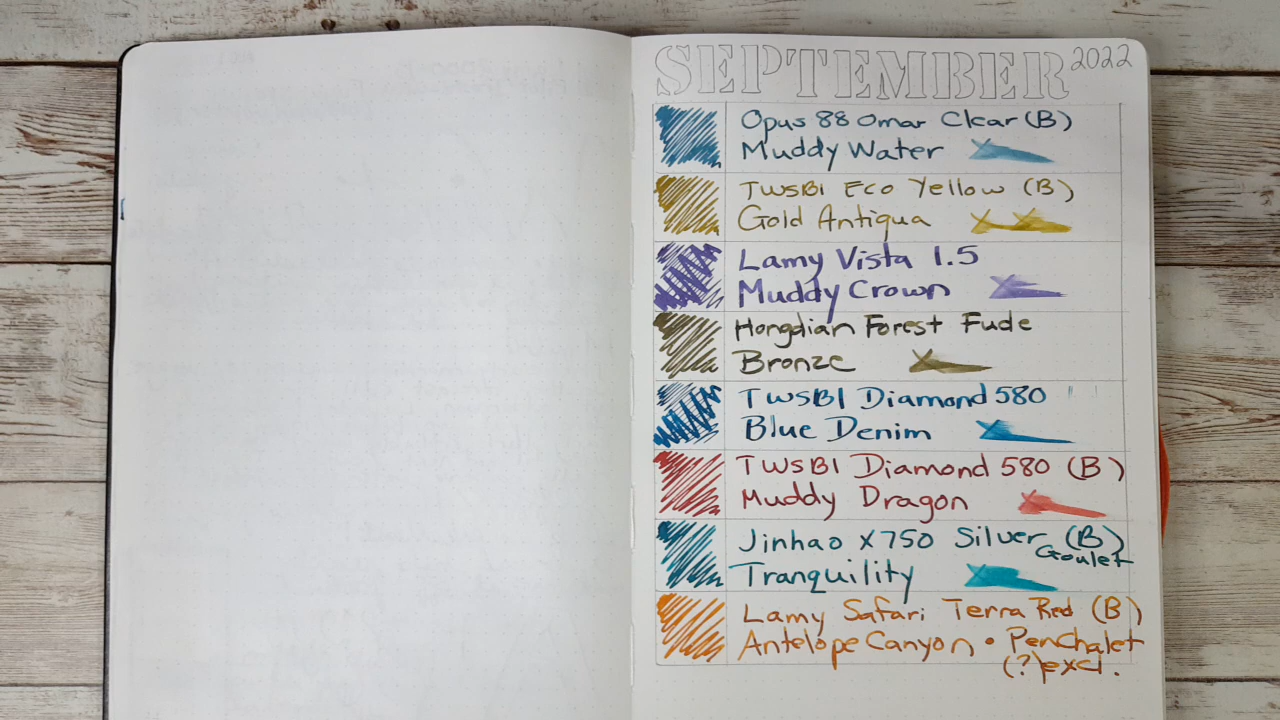 SEPTEMBER 2022
Opus 88 Omar Clear (B)
Muddy Water
TWSBI Eco Yellow (B)
Gold Antiqua
Lamy Vista 1.5
Muddy Crown
Hongdian Forest Fude
Bronze
TWSBI Diamond 580
Blue Denim
TWSBI Diamond 580 (B)
Muddy Dragon
Jinhao X750 Silver (B)
Goulet
Tranquility
Lamy Safari Terra Red (B)
Antelope Canyon • PenChalet
(?) excl.